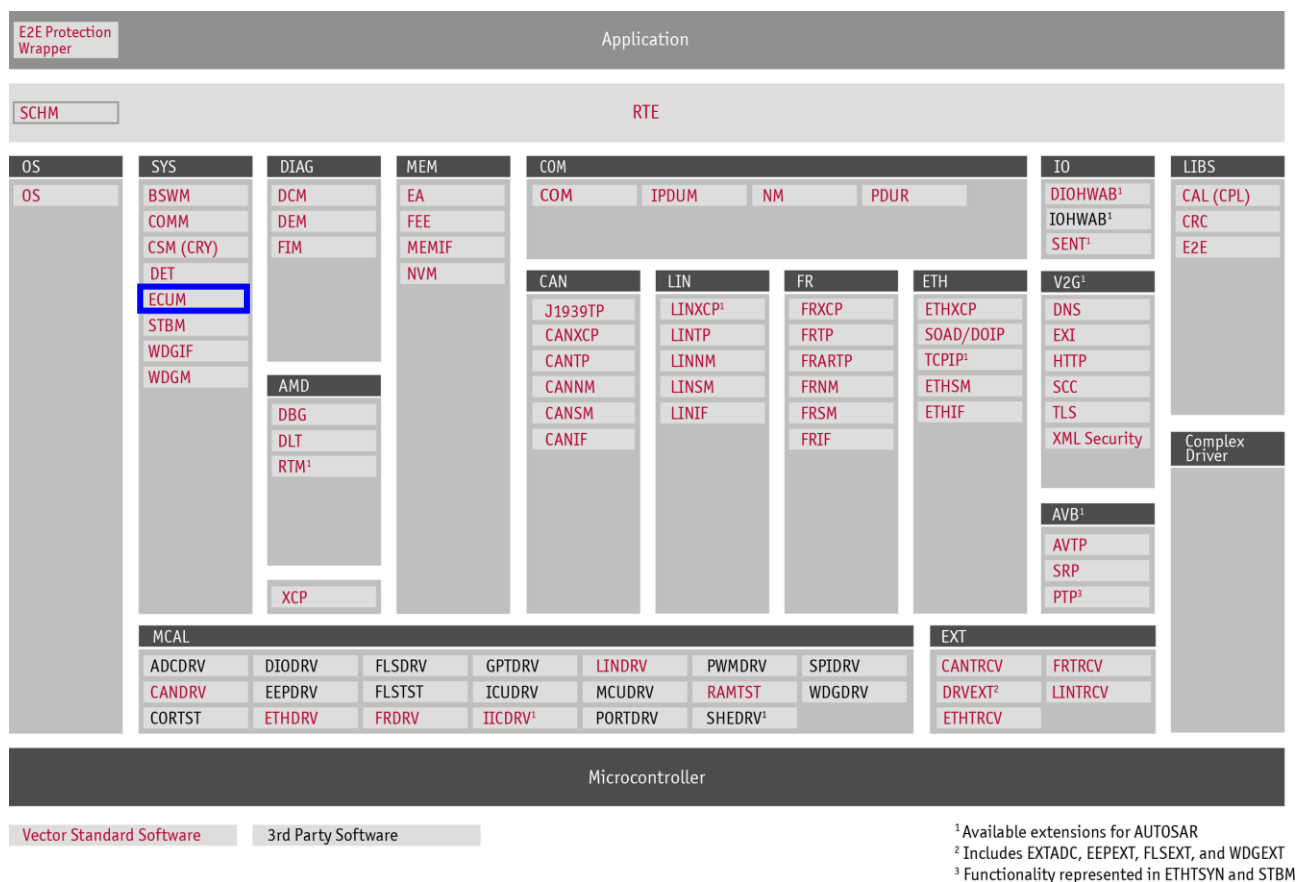 E2E Protection
Wrapper
Application
SCHM
RTE
OS
OS
SYS
BSWM
COMM
CSM (CRY)
DET
ECUM
STBM
WDGIF
WDGM
DIAG
DCM
DEM
FIM
AMD
DBG
DLT
RTM¹
XCP
MEM
EA
FEE
MEMIF
NVM
COM
COM IPDUM NM PDUR
CAN
J1939TP
CANXCP
CANTP
CANNM
CANSM
CANIF
LIN
LINXCP¹
LINTP
LINNM
LINSM
LINIF
FR
FRXCP
FRTP
FRARTP
FRNM
FRSM
FRIF
ETH
ETHXCP
SOAD/DOIP
TCPIP¹
ETHSM
ETHIF
IO
DIOHWAB¹
IOHWAB¹
SENT¹
V2G¹
DNS
EXI
HTTP
SCC
TLS
XML Security
AVB¹
AVTP
SRP
PTP³
LIBS
CAL (CPL)
CRC
E2E
Complex
Driver
MCAL
ADCDRV DIODRV FLSDRV GPTDRV LINDRV PWMDRV SPIDRV
CANDRV EEPDRV FLSTST ICUDRV MCUDRV RAMTST WDGDRV
CORTST ETHDRV FRDRV IICDRV¹ PORTDRV SHEDRV¹
EXT
CANTRCV FRTRCV
DRVEXT² LINTRCV
ETHTRCV
Microcontroller
Vector Standard Software 3rd Party Software
¹ Available extensions for AUTOSAR
² Includes EXTADC, EEPEXT, FLSEXT, and WDGEXT
³ Functionality represented in ETHTSYN and STBM